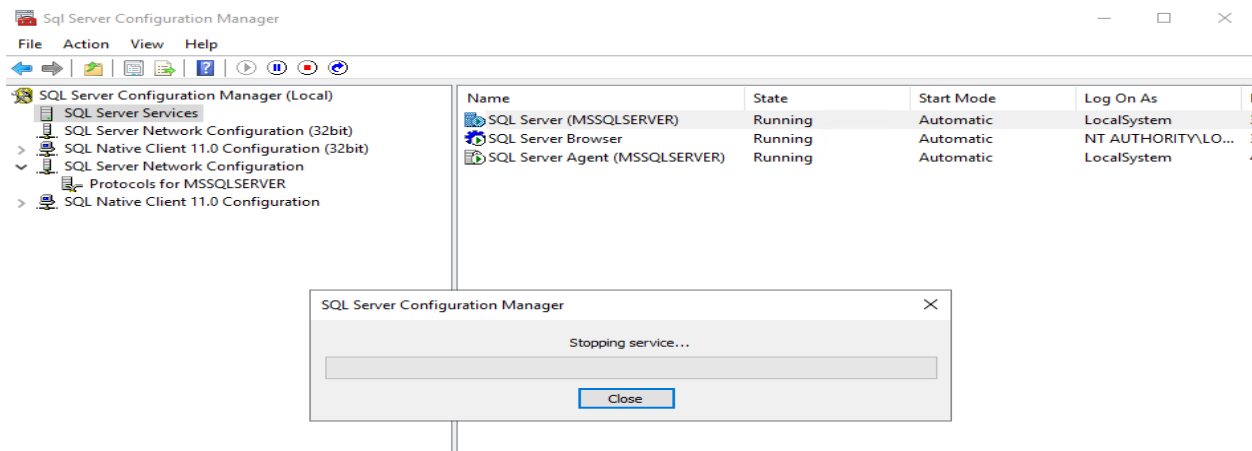 Sql Server Configuration Manager
File Action View Help
SQL Server Configuration Manager (Local)
SQL Server Services
SQL Server Network Configuration (32bit)
SQL Native Client 11.0 Configuration (32bit)
SQL Server Network Configuration
Protocols for MSSQLSERVER
SQL Native Client 11.0 Configuration
Name State Start Mode Log On As
SQL Server (MSSQLSERVER) Running Automatic LocalSystem
SQL Server Browser Running Automatic NT AUTHORITY\LO...
SQL Server Agent (MSSQLSERVER) Running Automatic LocalSystem
SQL Server Configuration Manager
Stopping service...
Close